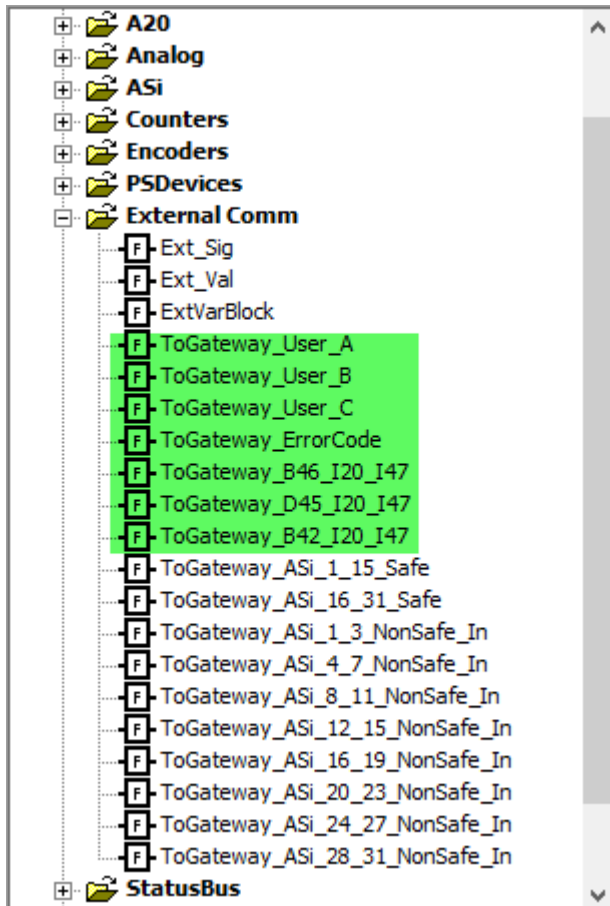 A20
Analog
ASi
Counters
Encoders
PSDevices
External Comm
F Ext_Sig
F Ext_Val
F ExtVarBlock
F ToGateway_User_A
F ToGateway_User_B
F ToGateway_User_C
F ToGateway_ErrorCode
F ToGateway_B46_I20_I47
F ToGateway_D45_I20_I47
F ToGateway_B42_I20_I47
F ToGateway_ASi_1_15_Safe
F ToGateway_ASi_16_31_Safe
F ToGateway_ASi_1_3_NonSafe_In
F ToGateway_ASi_4_7_NonSafe_In
F ToGateway_ASi_8_11_NonSafe_In
F ToGateway_ASi_12_15_NonSafe_In
F ToGateway_ASi_16_19_NonSafe_In
F ToGateway_ASi_20_23_NonSafe_In
F ToGateway_ASi_24_27_NonSafe_In
F ToGateway_ASi_28_31_NonSafe_In
StatusBus